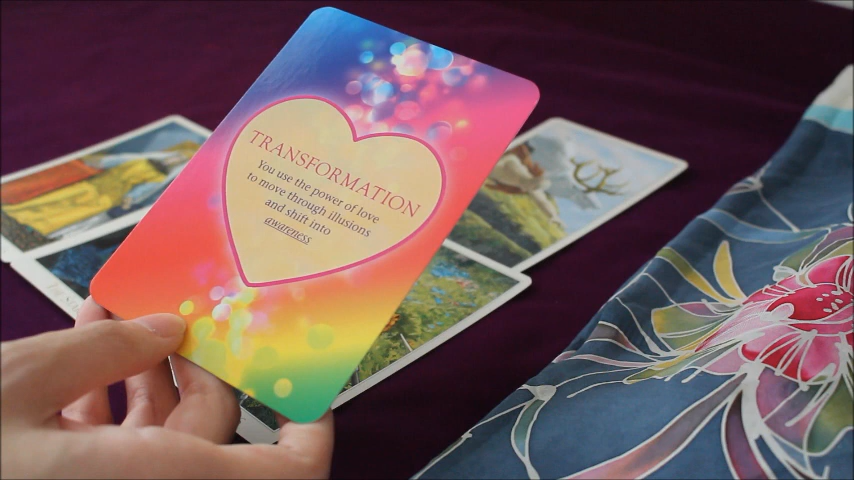 TRANSFORMATION
You use the power of love
to move through illusions
and shift into
awareness